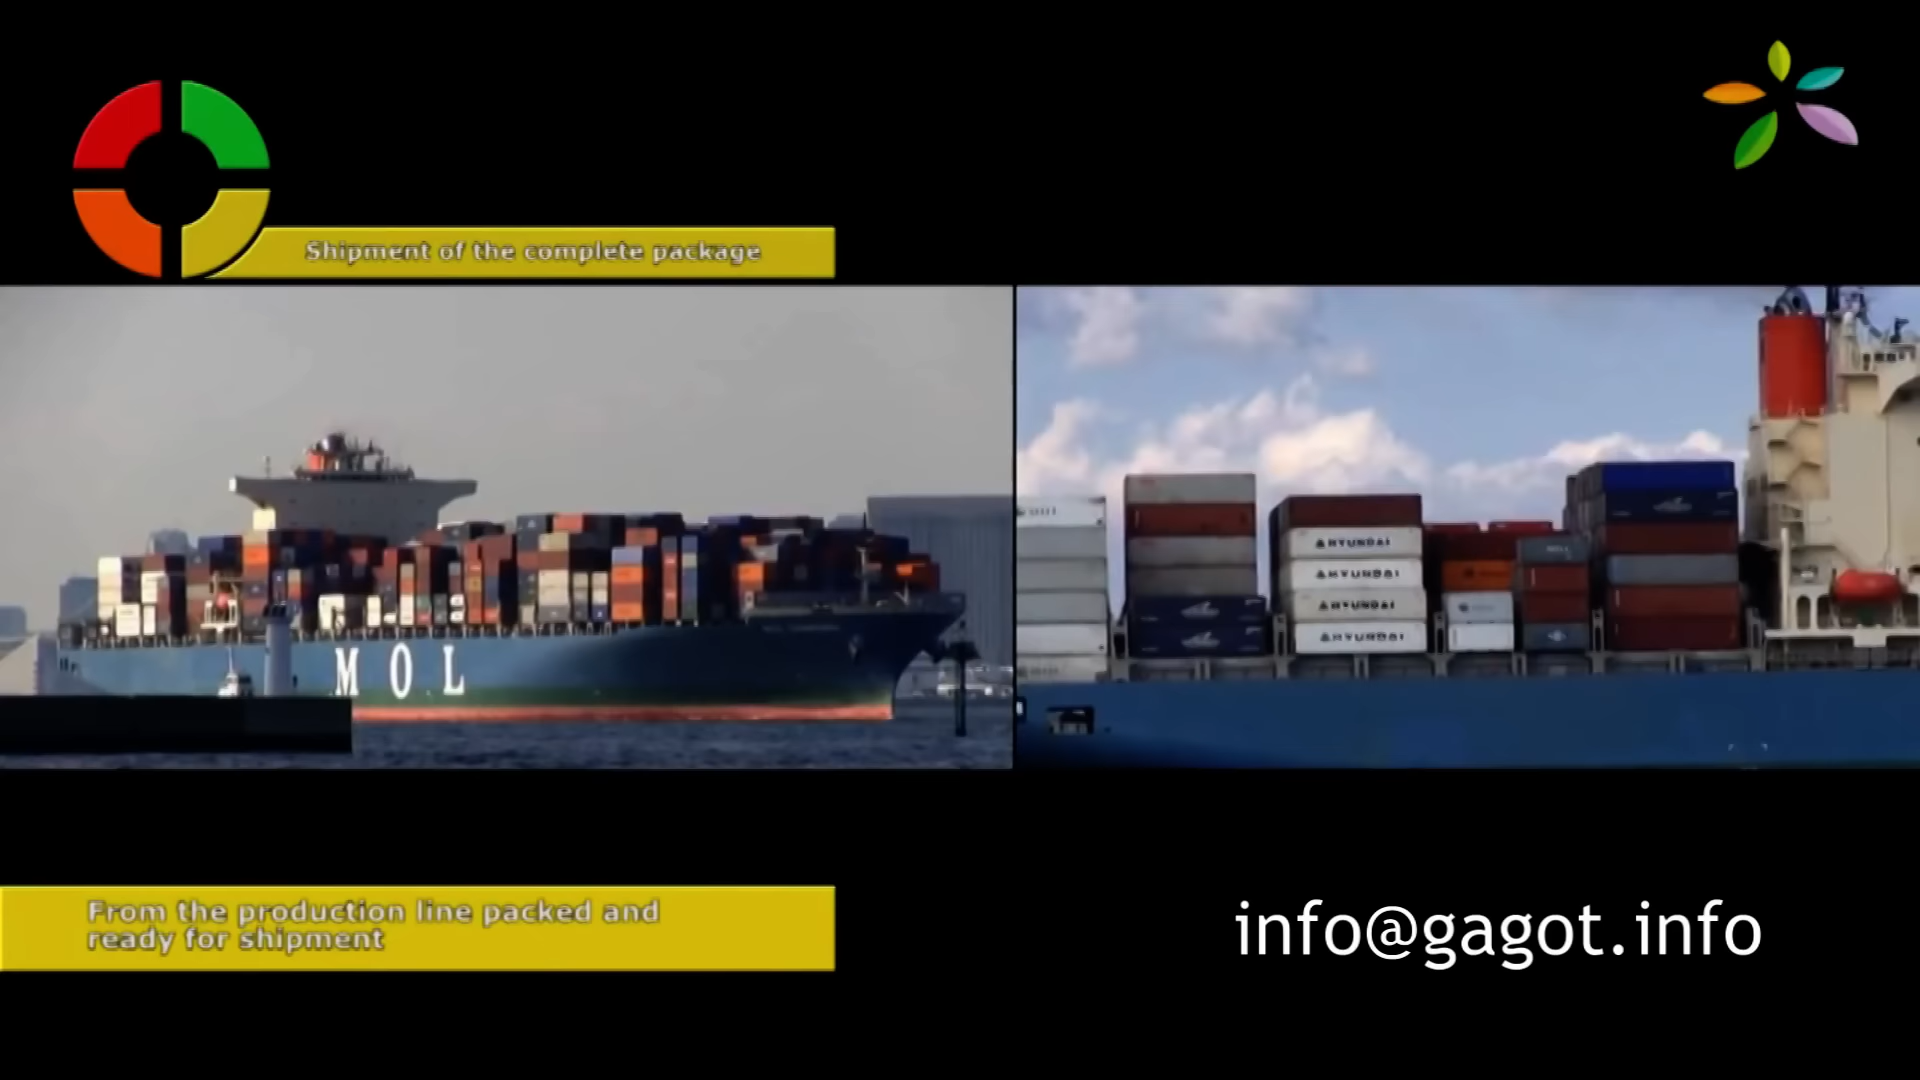 Shipment of the complete package
M O L
HYUNDAI
HYUNDAI
HYUNDAI
HYUNDAI
From the production line packed and
ready for shipment
info@gagot.info